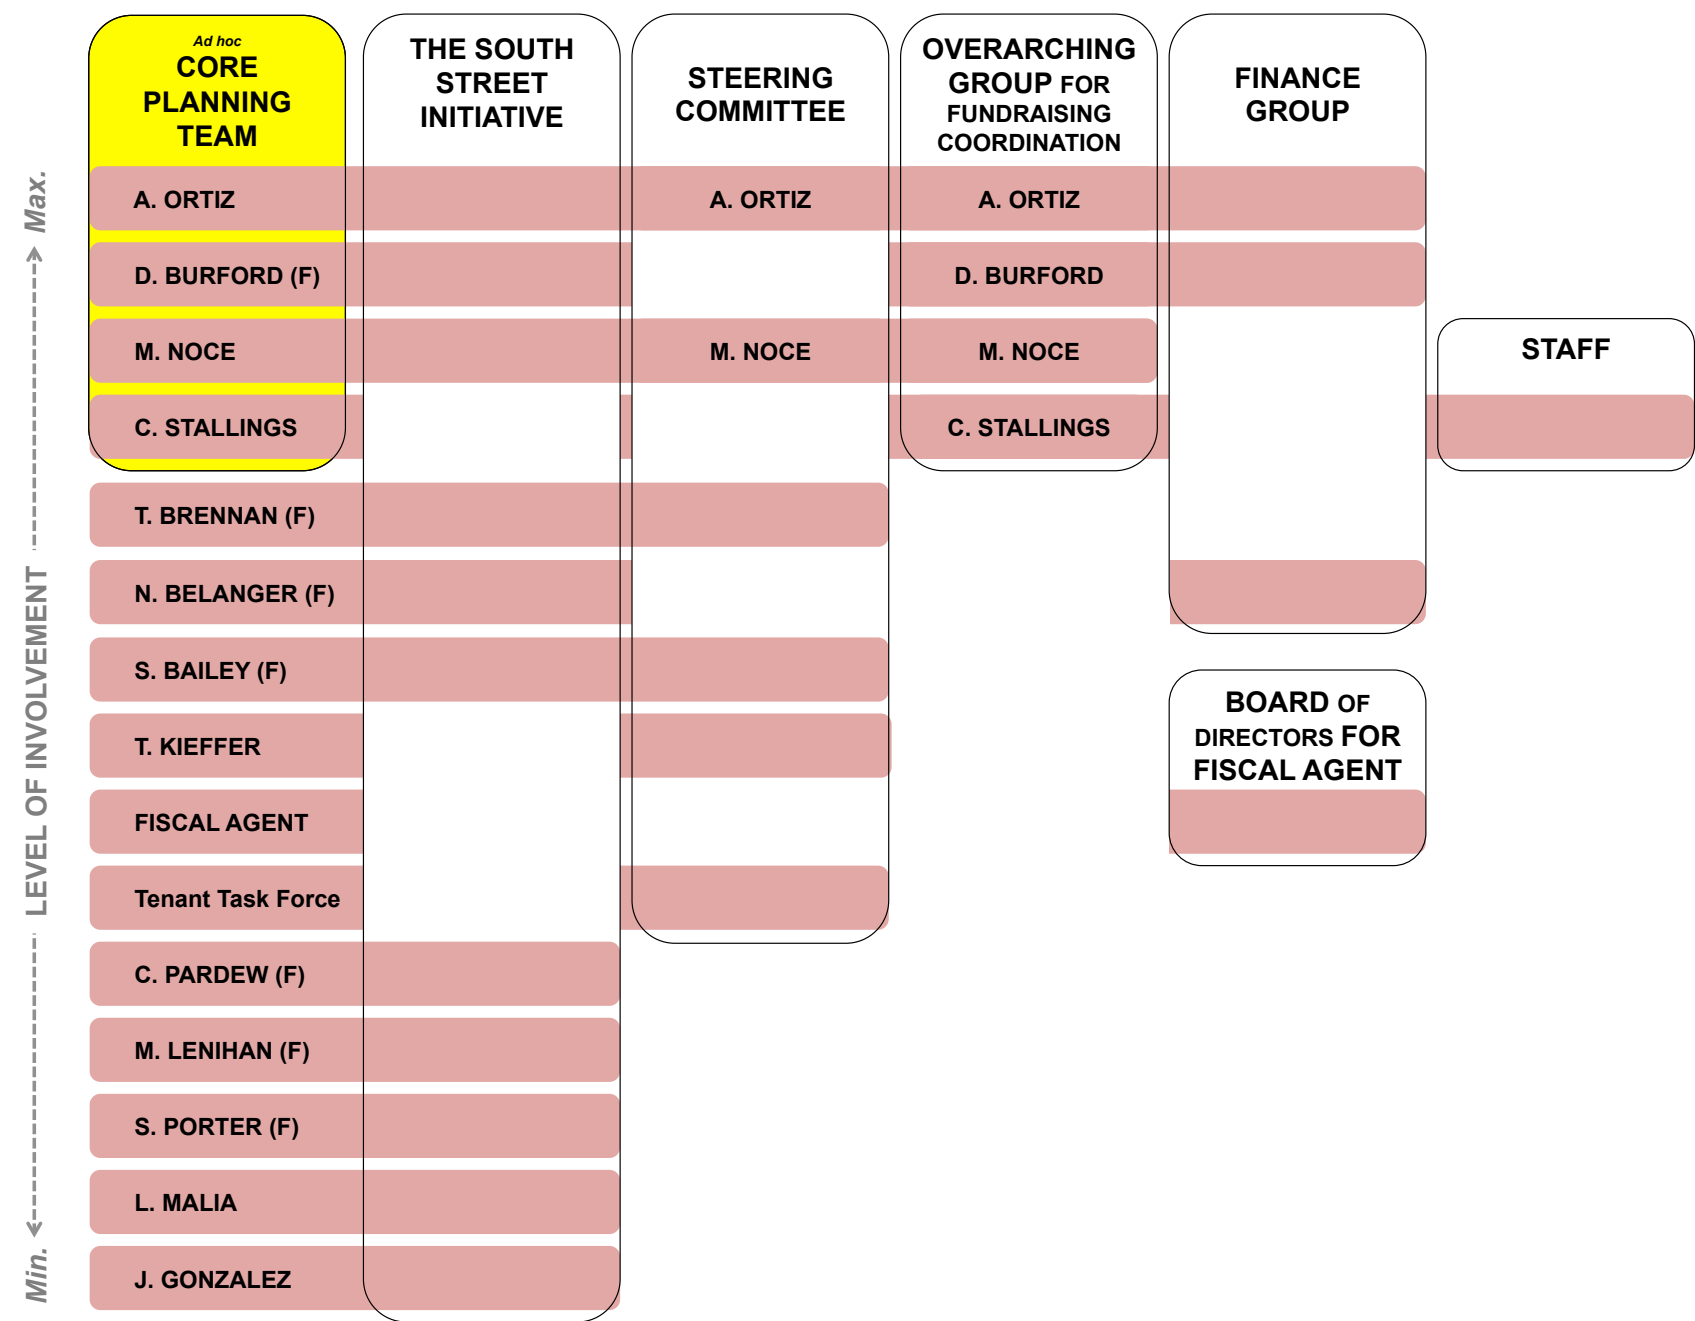 Ad hoc
CORE
PLANNING
TEAM
THE SOUTH
STREET
INITIATIVE
STEERING
COMMITTEE
OVERARCHING
GROUP FOR
FUNDRAISING
COORDINATION
FINANCE
GROUP
Min. LEVEL OF INVOLVEMENT Max.
A. ORTIZ
A. ORTIZ
A. ORTIZ
D. BURFORD (F)
D. BURFORD
M. NOCE
M. NOCE
M. NOCE
STAFF
C. STALLINGS
C. STALLINGS
T. BRENNAN (F)
N. BELANGER (F)
S. BAILEY (F)
T. KIEFFER
BOARD OF
DIRECTORS FOR
FISCAL AGENT
FISCAL AGENT
Tenant Task Force
C. PARDEW (F)
M. LENIHAN (F)
S. PORTER (F)
L. MALIA
J. GONZALEZ